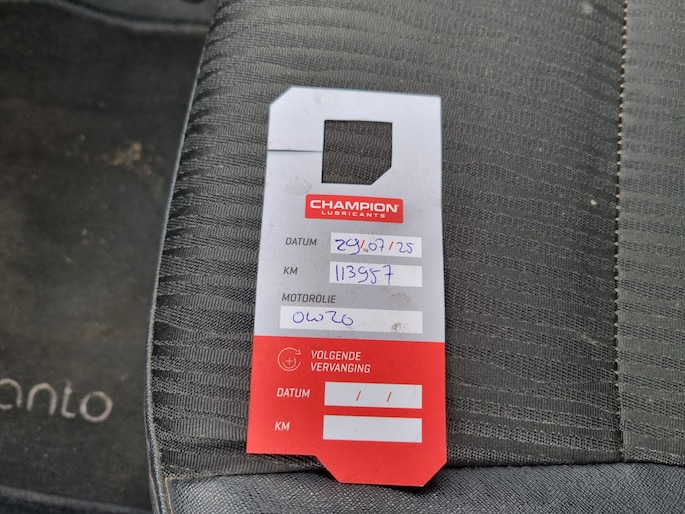 CHAMPION
LUBRICANTS
DATUM 29/07/25
KM 113957
MOTOROLIE
0W20
VOLGENDE
VERVANGING
DATUM / /
KM
anto